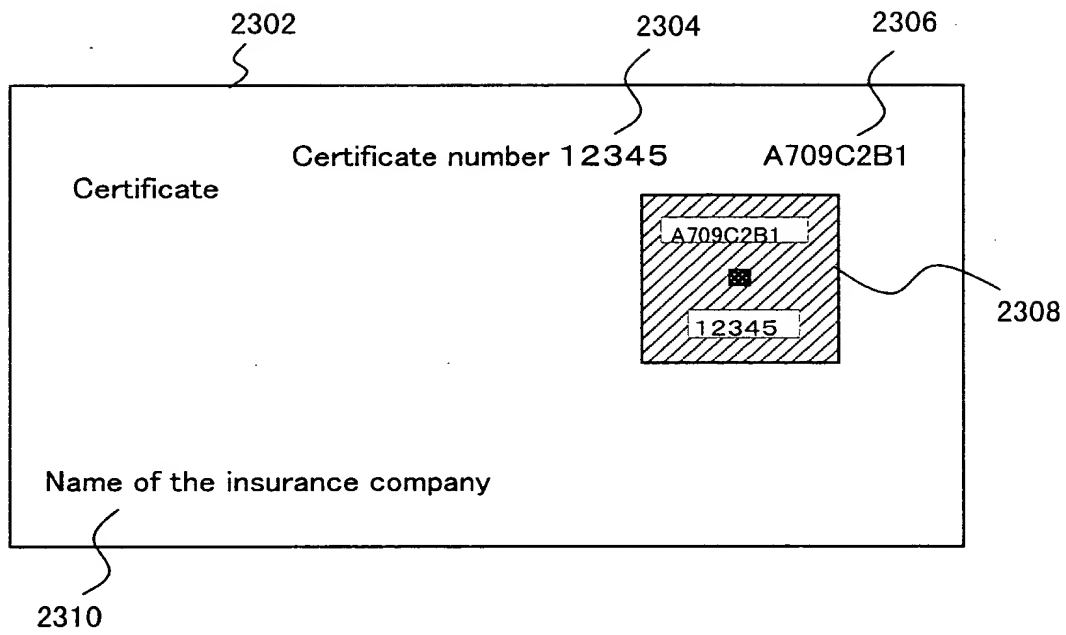 2302
2304
2306
Certificate number 12345
A709C2B1
Certificate
A709C2B1
12345
2308
Name of the insurance company
2310